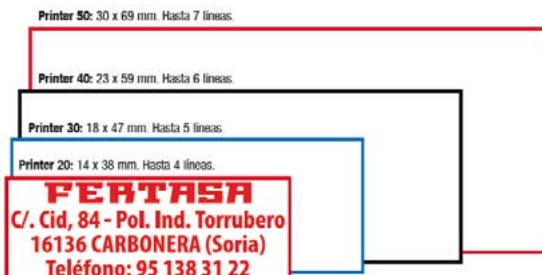 Printer 50: 30 x 69 mm. Hasta 7 líneas.
Printer 40: 23 x 59 mm. Hasta 6 líneas.
Printer 30: 18 x 47 mm. Hasta 5 líneas.
Printer 20: 14 x 38 mm. Hasta 4 líneas.
FERTASA
C/. Cid, 84 - Pol. Ind. Torrubero
16136 CARBONERA (Soria)
Teléfono: 95 138 31 22